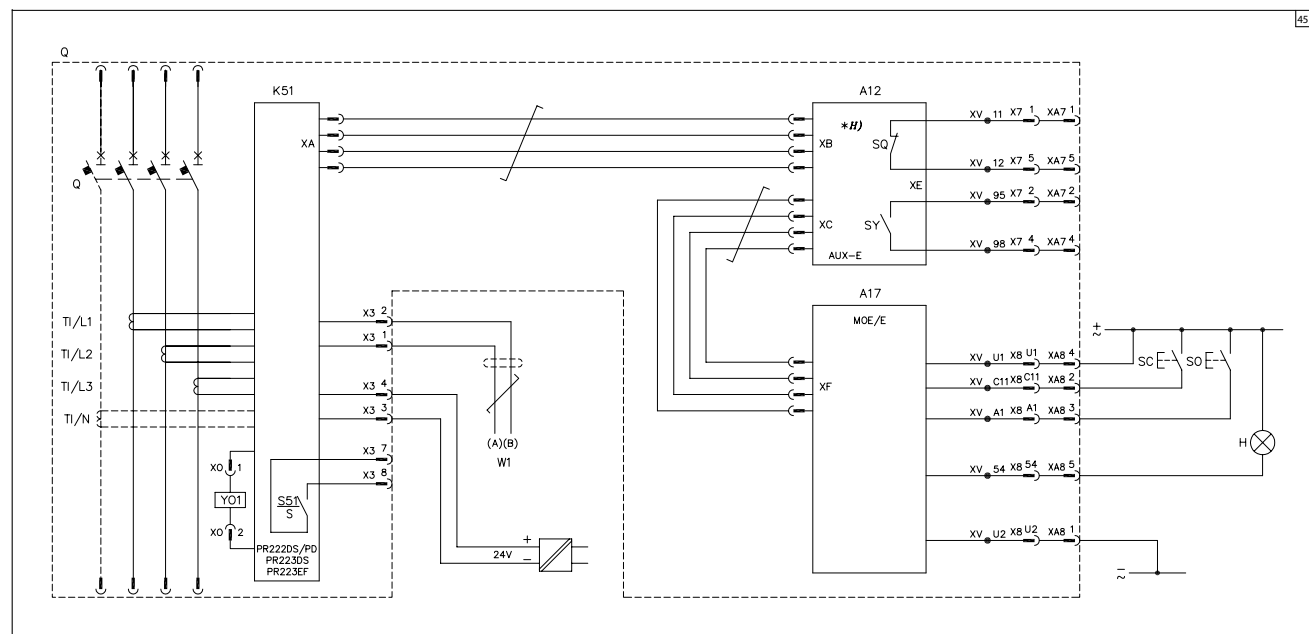 45
Q
K51
A12
XA
*H)
XB
SQ
XV 11 X7 1 XA7 1
XV 12 X7 5 XA7 5
XE
XV 95 X7 2 XA7 2
XC
SY
XV 98 X7 4 XA7 4
AUX-E
Q
A17
MOE/E
TI/L1
X3 2
X3 1
TI/L2
TI/L3
X3 4
TI/N
X3 3
+
~
XV U1 X8 U1 XA8 4
SC
SO
XF
XV C11 X8 C11 XA8 2
XV A1 X8 A1 XA8 3
(A)(B)
W1
H
X3 7
XO 1
X3 8
XV 54 X8 54 XA8 5
YO1
S51
S
XO 2
PR222DS/PD
PR223DS
PR223EF
+
24V
−
XV U2 X8 U2 XA8 1
−
~